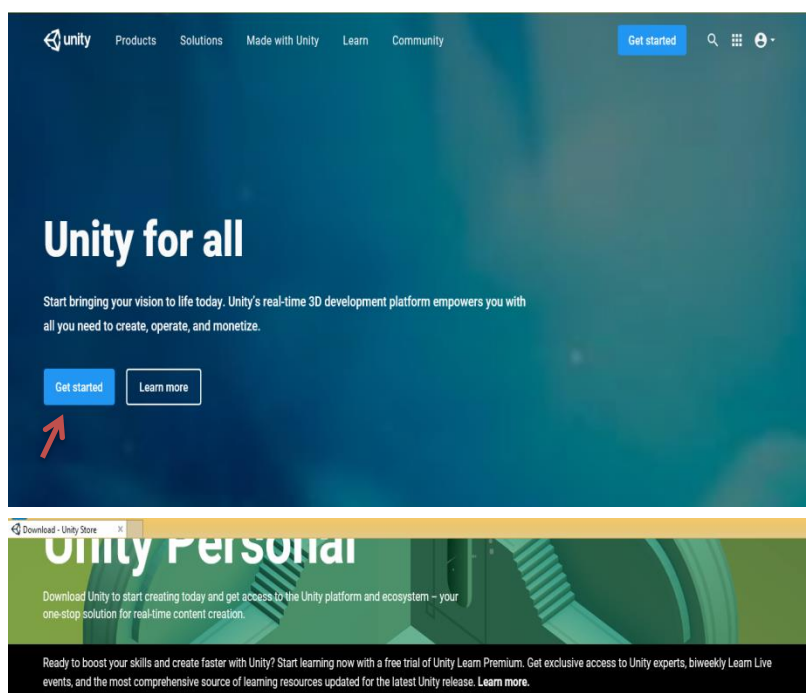 unity Products Solutions Made with Unity Learn Community Get started
Unity for all
Start bringing your vision to life today. Unity's real-time 3D development platform empowers you with
all you need to create, operate, and monetize.
Get started Learn more
Download - Unity Store X
Unity Personal
Download Unity to start creating today and get access to the Unity platform and ecosystem – your
one-stop solution for real-time content creation.
Ready to boost your skills and create faster with Unity? Start learning now with a free trial of Unity Learn Premium. Get exclusive access to Unity experts, biweekly Learn Live
events, and the most comprehensive source of learning resources updated for the latest Unity release. Learn more.